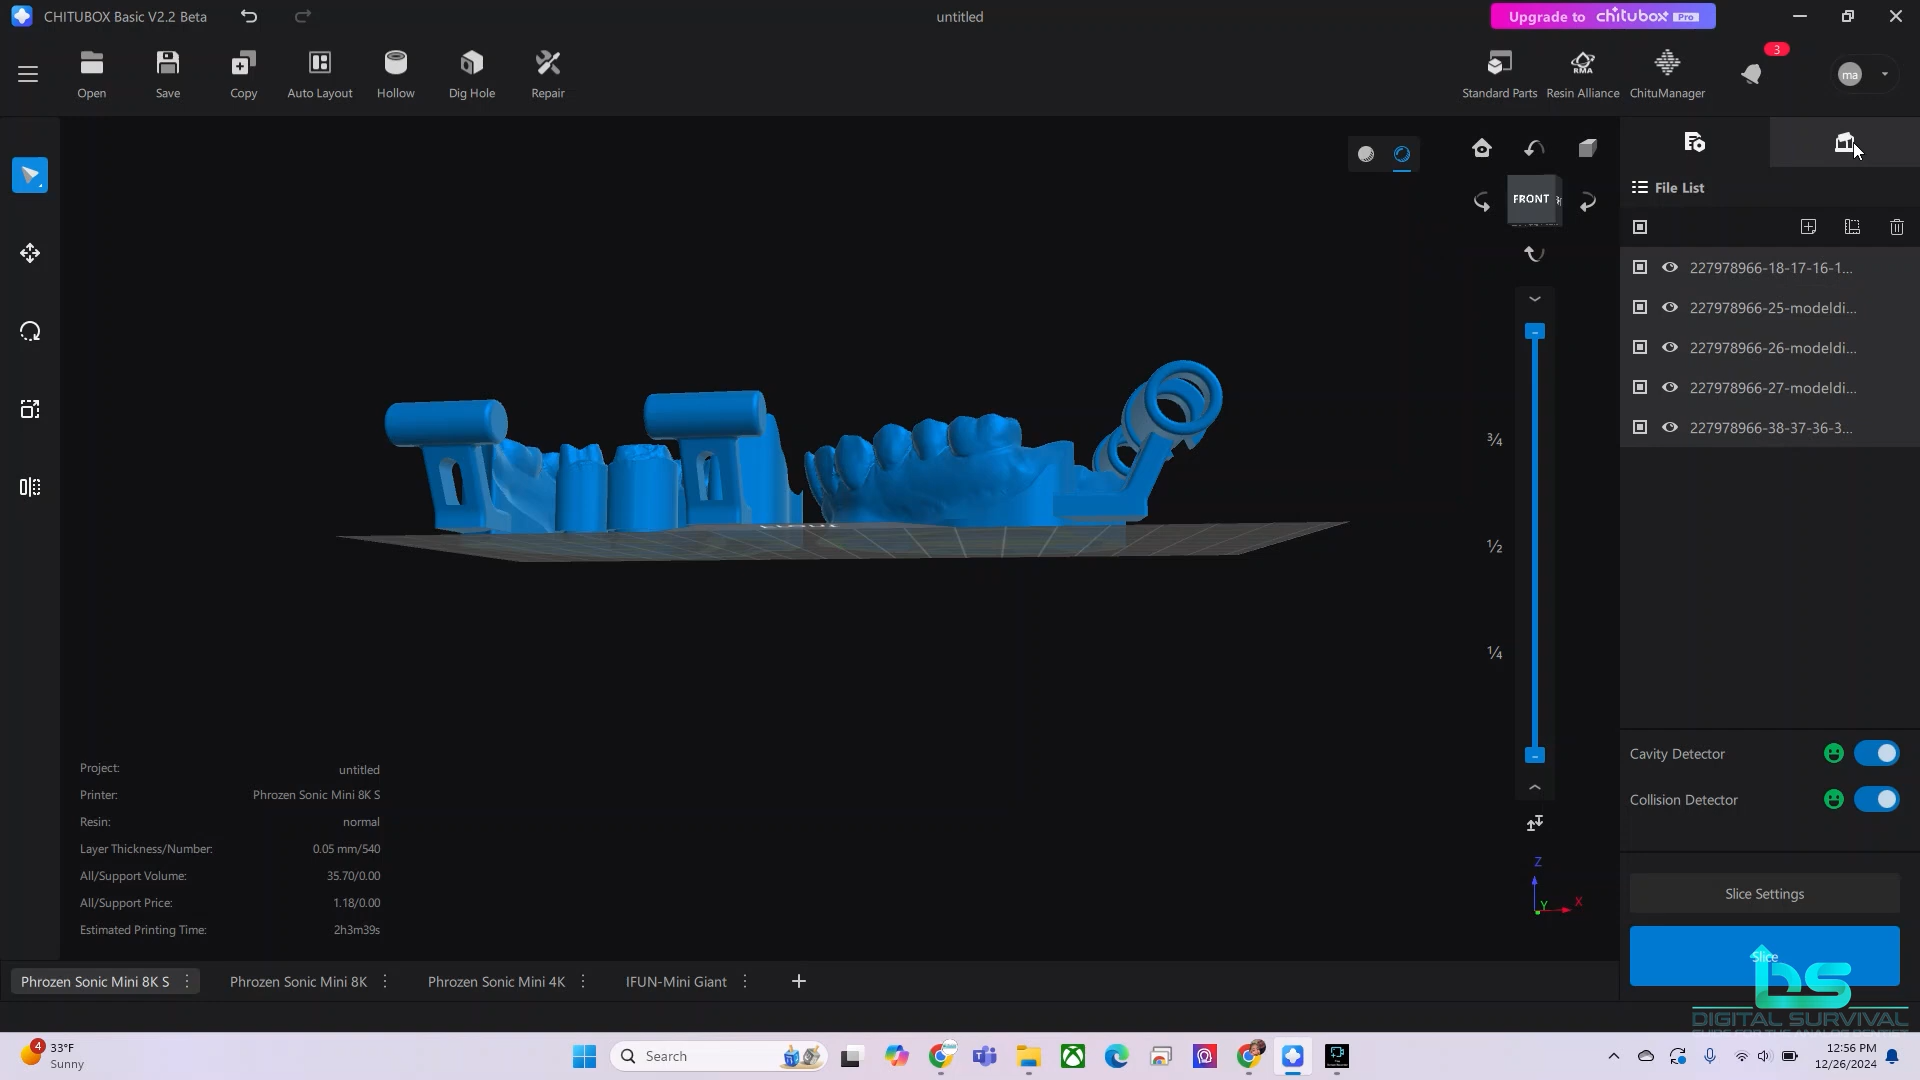 CHITUBOX Basic V2.2 Beta
untitled
Upgrade to chitubox Pro
Open
Save
Copy
Auto Layout
Hollow
Dig Hole
Repair
Standard Parts
RMA
Resin Alliance
ChituManager
3
ma
FRONT
File List
227978966-18-17-16-1...
227978966-25-modeldi...
227978966-26-modeldi...
227978966-27-modeldi...
227978966-38-37-36-3...
¾
½
¼
Z
Y
X
Project: untitled
Printer: Phrozen Sonic Mini 8K S
Resin: normal
Layer Thickness/Number: 0.05 mm/540
All/Support Volume: 35.70/0.00
All/Support Price: 1.18/0.00
Estimated Printing Time: 2h3m39s
Cavity Detector
Collision Detector
Slice Settings
Slice
Phrozen Sonic Mini 8K S
Phrozen Sonic Mini 8K
Phrozen Sonic Mini 4K
IFUN-Mini Giant
DS
DIGITAL SURVIVAL
4
33°F
Sunny
Search
12:56 PM
12/26/2024